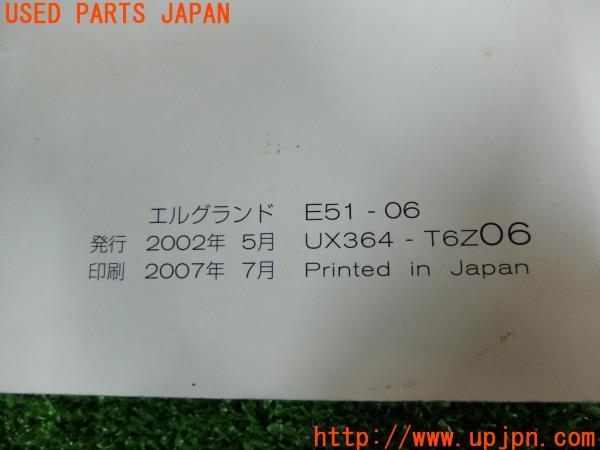 USED PARTS JAPAN
エルグランド E51 - 06
発行 2002年 5月 UX364 - T6Z06
印刷 2007年 7月 Printed in Japan
http://www.upjpn.com